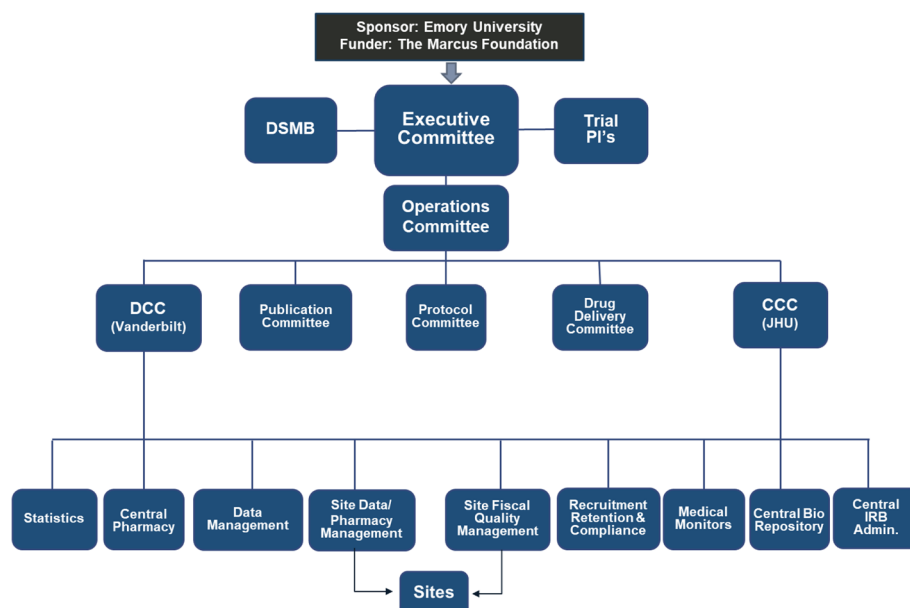 Sponsor: Emory University
Funder: The Marcus Foundation
DSMB
Executive
Committee
Trial
PI's
Operations
Committee
DCC
(Vanderbilt)
Publication
Committee
Protocol
Committee
Drug
Delivery
Committee
CCC
(JHU)
Statistics
Central
Pharmacy
Data
Management
Site Data/
Pharmacy
Management
Site Fiscal
Quality
Management
Recruitment
Retention &
Compliance
Medical
Monitors
Central Bio
Repository
Central
IRB
Admin.
Sites